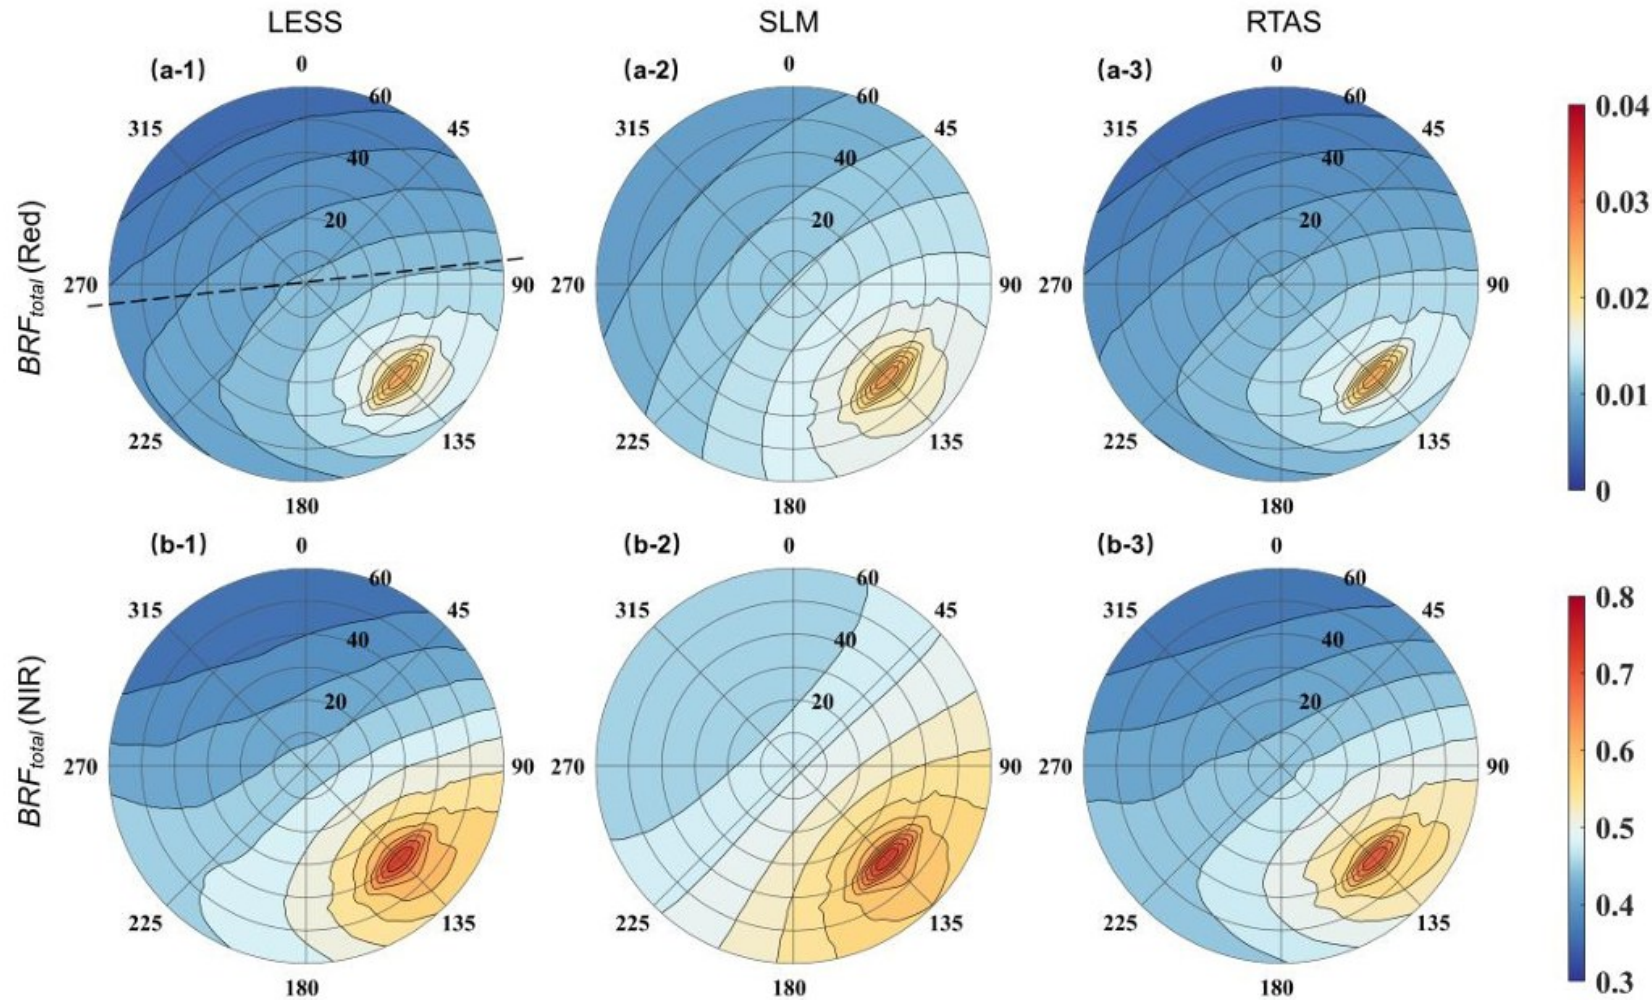 LESS SLM RTAS
(a-1) 0 (a-2) 0 (a-3) 0
60 60 60 0.04
315 45 315 45 315 45
40 40 40
0.03
20 20 20
BRF_total (Red)
270 90 270 90 270 90
0.02
0.01
225 135 225 135 225 135
0
180 180 180
(b-1) 0 (b-2) 0 (b-3) 0
60 60 60 0.8
315 45 315 45 315 45
40 40 40
0.7
20 20 20
BRF_total (NIR)
270 90 270 90 270 90
0.6
0.5
225 135 225 135 225 135
0.4
180 180 180
0.3